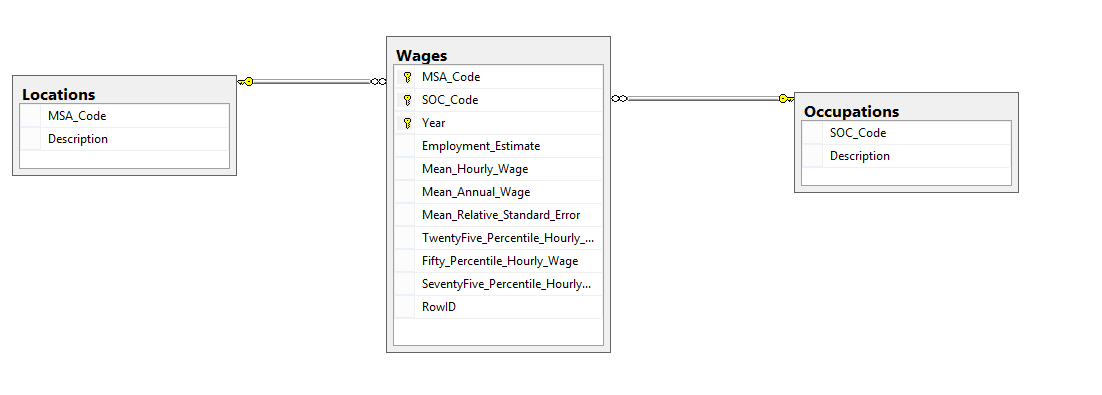 Locations
MSA_Code
Description
Wages
MSA_Code
SOC_Code
Year
Employment_Estimate
Mean_Hourly_Wage
Mean_Annual_Wage
Mean_Relative_Standard_Error
TwentyFive_Percentile_Hourly_...
Fifty_Percentile_Hourly_Wage
SeventyFive_Percentile_Hourly...
RowID
Occupations
SOC_Code
Description